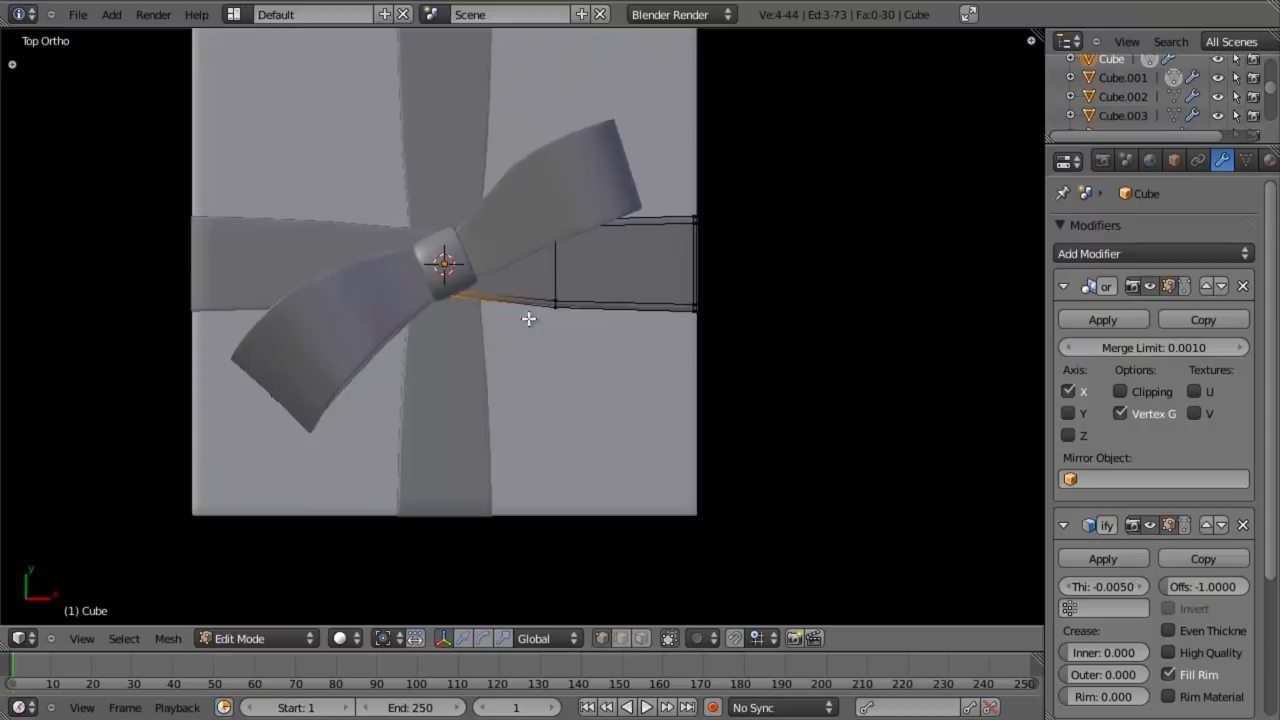 File Add Render Help Default Scene Blender Render Ve:4-44 | Ed:3-73 | Fa:0-30 | Cube
Top Ortho
View Search All Scenes
Cube
Cube.001
Cube.002
Cube.003
Cube
Modifiers
Add Modifier
or
Apply Copy
Merge Limit: 0.0010
Axis: Options: Textures:
X Clipping U
Y Vertex G V
Z
Mirror Object:
ify
Apply Copy
Thi: -0.0050 Offs: -1.0000
Invert
Crease: Even Thickne
Inner: 0.000 High Quality
Outer: 0.000 Fill Rim
Rim: 0.000 Rim Material
y
x
(1) Cube
View Select Mesh Edit Mode Global
10 20 30 40 50 60 70 80 90 100 110 120 130 140 150 160 170 180 190 200 210 220 230 240 250
View Frame Playback Start: 1 End: 250 1 No Sync